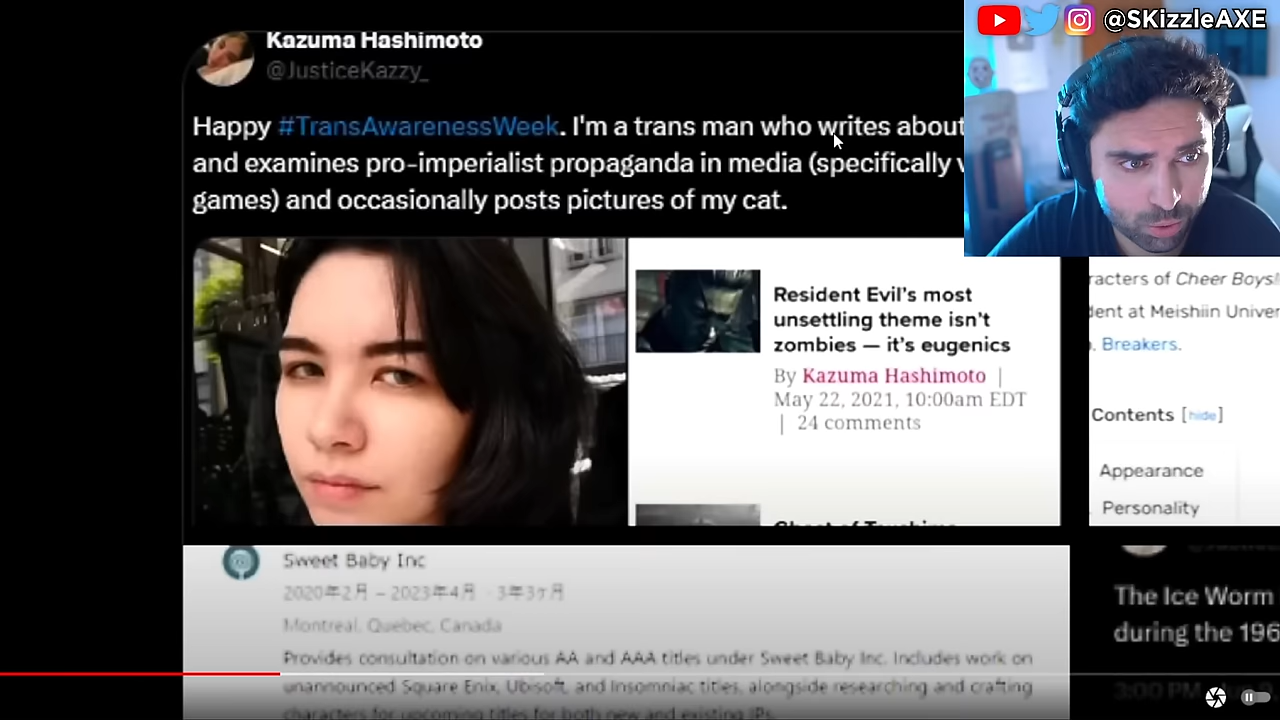 @SKizzleAXE
Kazuma Hashimoto
@JusticeKazzy_
Happy #TransAwarenessWeek. I'm a trans man who writes about
and examines pro-imperialist propaganda in media (specifically v
games) and occasionally posts pictures of my cat.
Resident Evil's most
unsettling theme isn't
zombies — it's eugenics
By Kazuma Hashimoto |
May 22, 2021, 10:00am EDT
| 24 comments
racters of Cheer Boys!
dent at Meishiin Univer
. Breakers.
Contents [hide]
Appearance
Personality
Sweet Baby Inc
2020年2月 – 2023年4月 · 3年3ヶ月
Montreal, Quebec, Canada
Provides consultation on various AA and AAA titles under Sweet Baby Inc. Includes work on
unannounced Square Enix, Ubisoft, and Insomniac titles, alongside researching and crafting
characters for upcoming titles for both new and existing IPs.
The Ice Worm
during the 196
3:00 PM